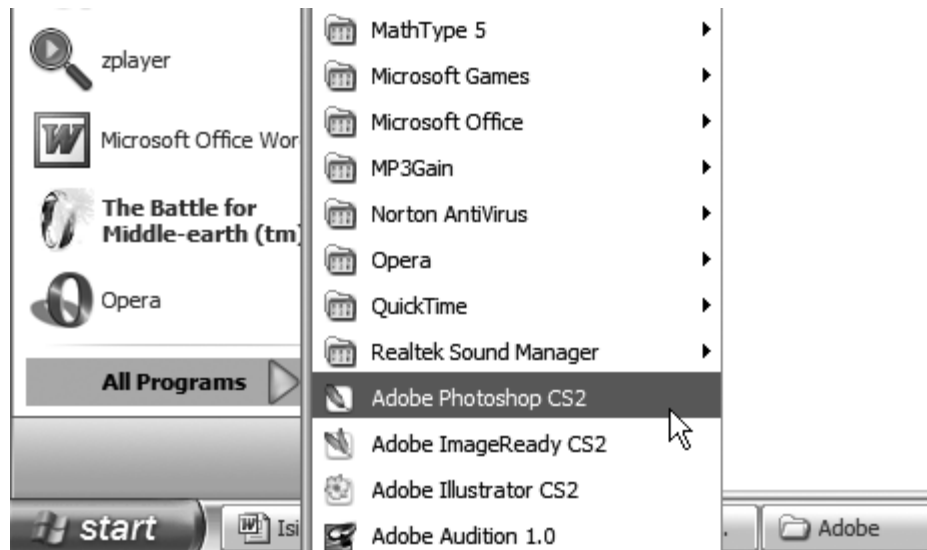 zplayer
Microsoft Office Wor
The Battle for
Middle-earth (tm)
Opera
All Programs
MathType 5
Microsoft Games
Microsoft Office
MP3Gain
Norton AntiVirus
Opera
QuickTime
Realtek Sound Manager
Adobe Photoshop CS2
Adobe ImageReady CS2
Adobe Illustrator CS2
Adobe Audition 1.0
start
Isi
.
Adobe